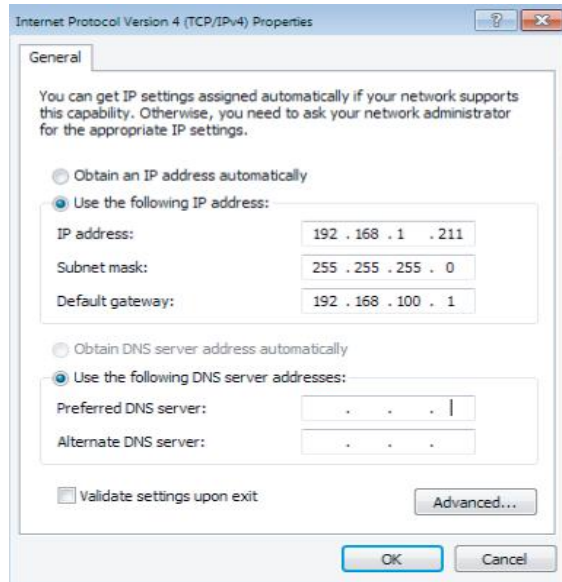 Internet Protocol Version 4 (TCP/IPv4) Properties
General
You can get IP settings assigned automatically if your network supports
this capability. Otherwise, you need to ask your network administrator
for the appropriate IP settings.
Obtain an IP address automatically
Use the following IP address:
IP address: 192 . 168 . 1 . 211
Subnet mask: 255 . 255 . 255 . 0
Default gateway: 192 . 168 . 100 . 1
Obtain DNS server address automatically
Use the following DNS server addresses:
Preferred DNS server: . . .
Alternate DNS server: . . .
Validate settings upon exit
Advanced...
OK Cancel